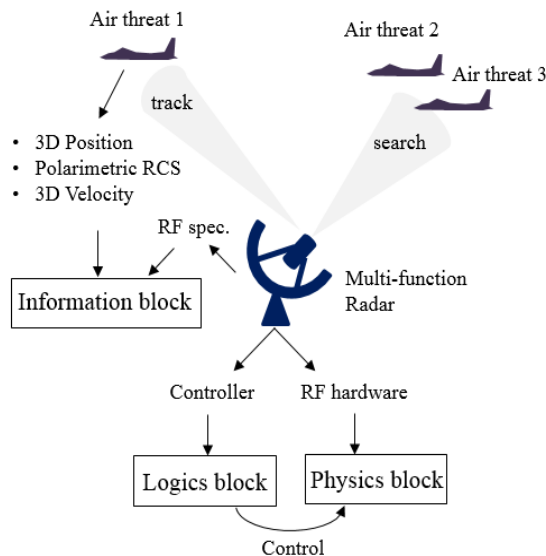 Air threat 1
Air threat 2
Air threat 3
track
search
• 3D Position
• Polarimetric RCS
• 3D Velocity
RF spec.
Multi-function
Radar
Information block
Controller
RF hardware
Logics block
Physics block
Control